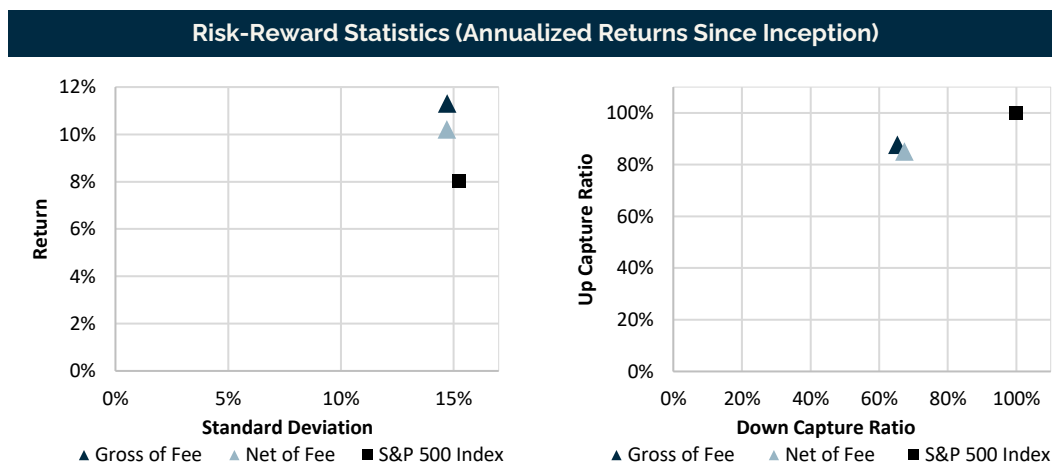 Risk-Reward Statistics (Annualized Returns Since Inception)
12%
10%
8%
6%
4%
2%
0%
Return
0% 5% 10% 15%
Standard Deviation
Gross of Fee Net of Fee S&P 500 Index
100%
80%
60%
40%
20%
0%
Up Capture Ratio
0% 20% 40% 60% 80% 100%
Down Capture Ratio
Gross of Fee Net of Fee S&P 500 Index